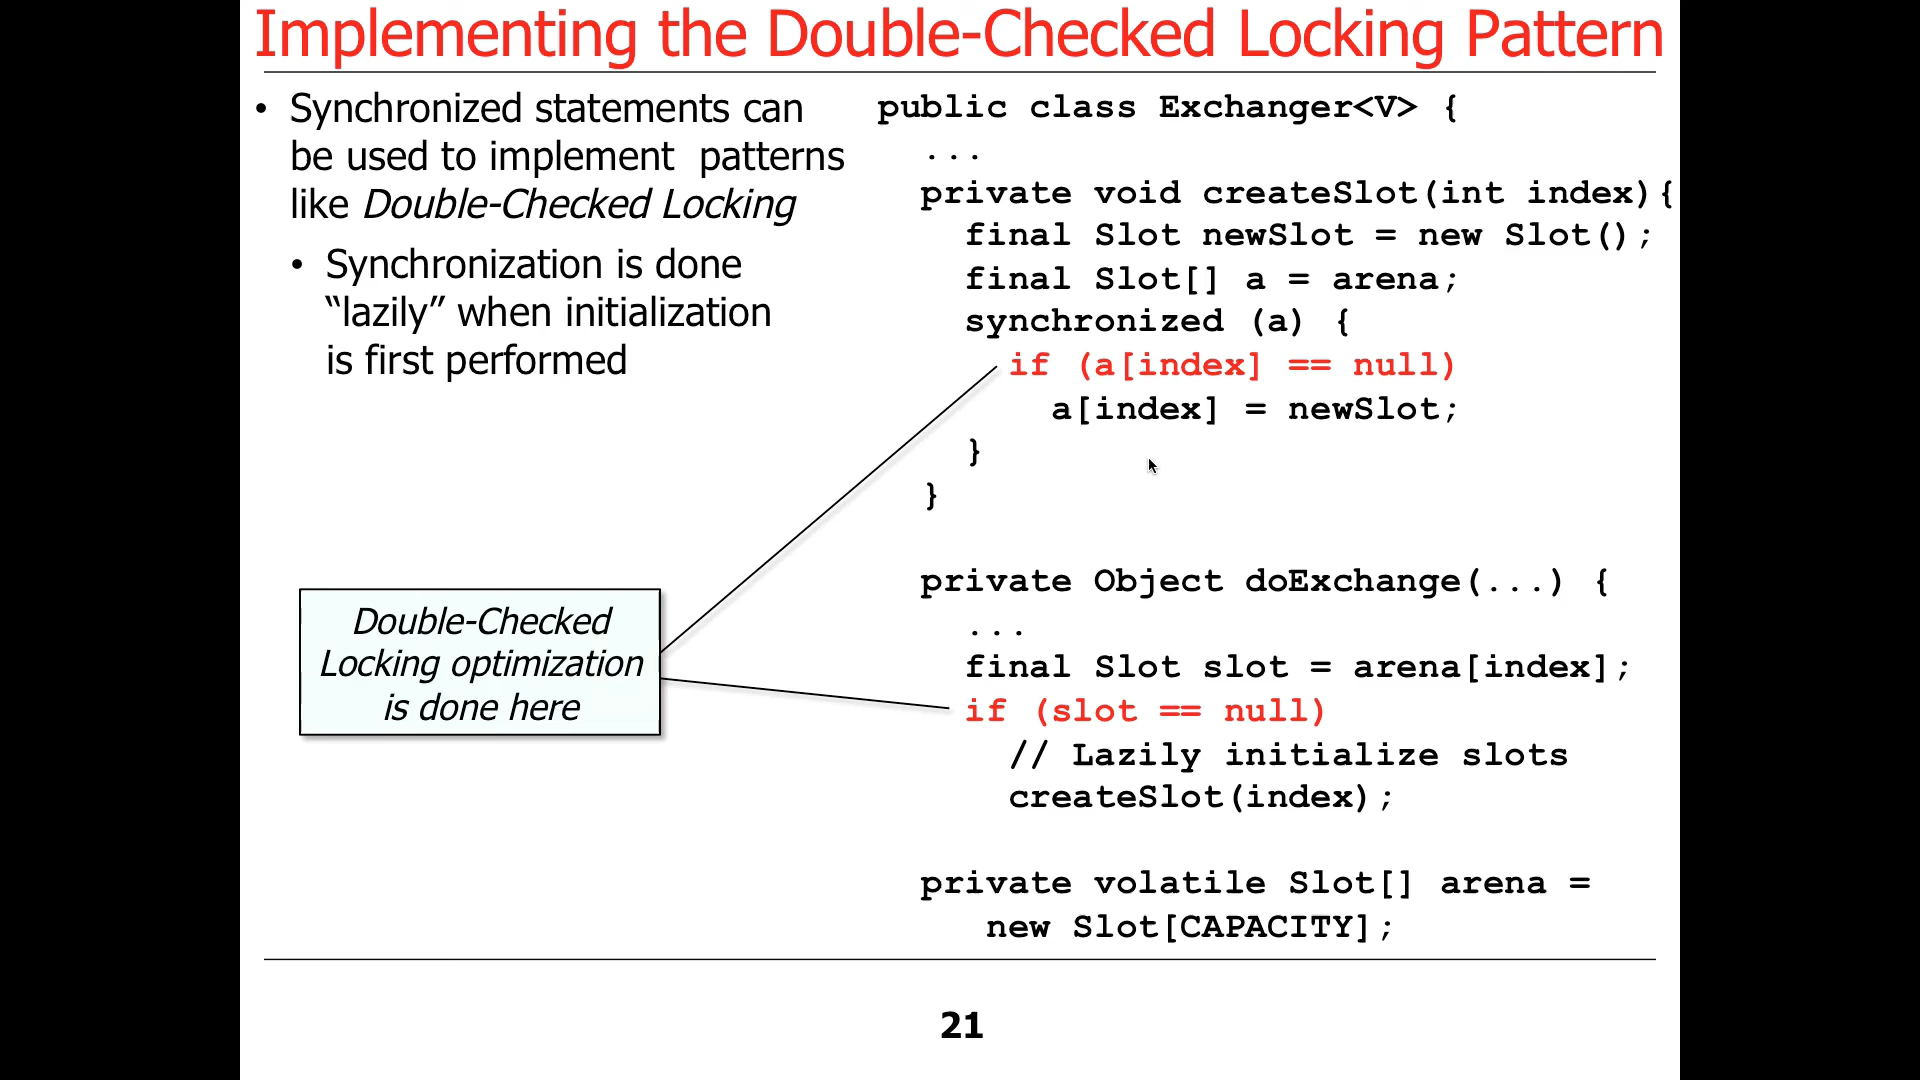 Implementing the Double-Checked Locking Pattern
• Synchronized statements can
be used to implement  patterns
like Double-Checked Locking
• Synchronization is done
“lazily” when initialization
is first performed
Double-Checked
Locking optimization
is done here
public class Exchanger<V> {
...
private void createSlot(int index){
final Slot newSlot = new Slot();
final Slot[] a = arena;
synchronized (a) {
if (a[index] == null)
a[index] = newSlot;
}
}
private Object doExchange(...) {
...
final Slot slot = arena[index];
if (slot == null)
// Lazily initialize slots
createSlot(index);
private volatile Slot[] arena =
new Slot[CAPACITY];
21